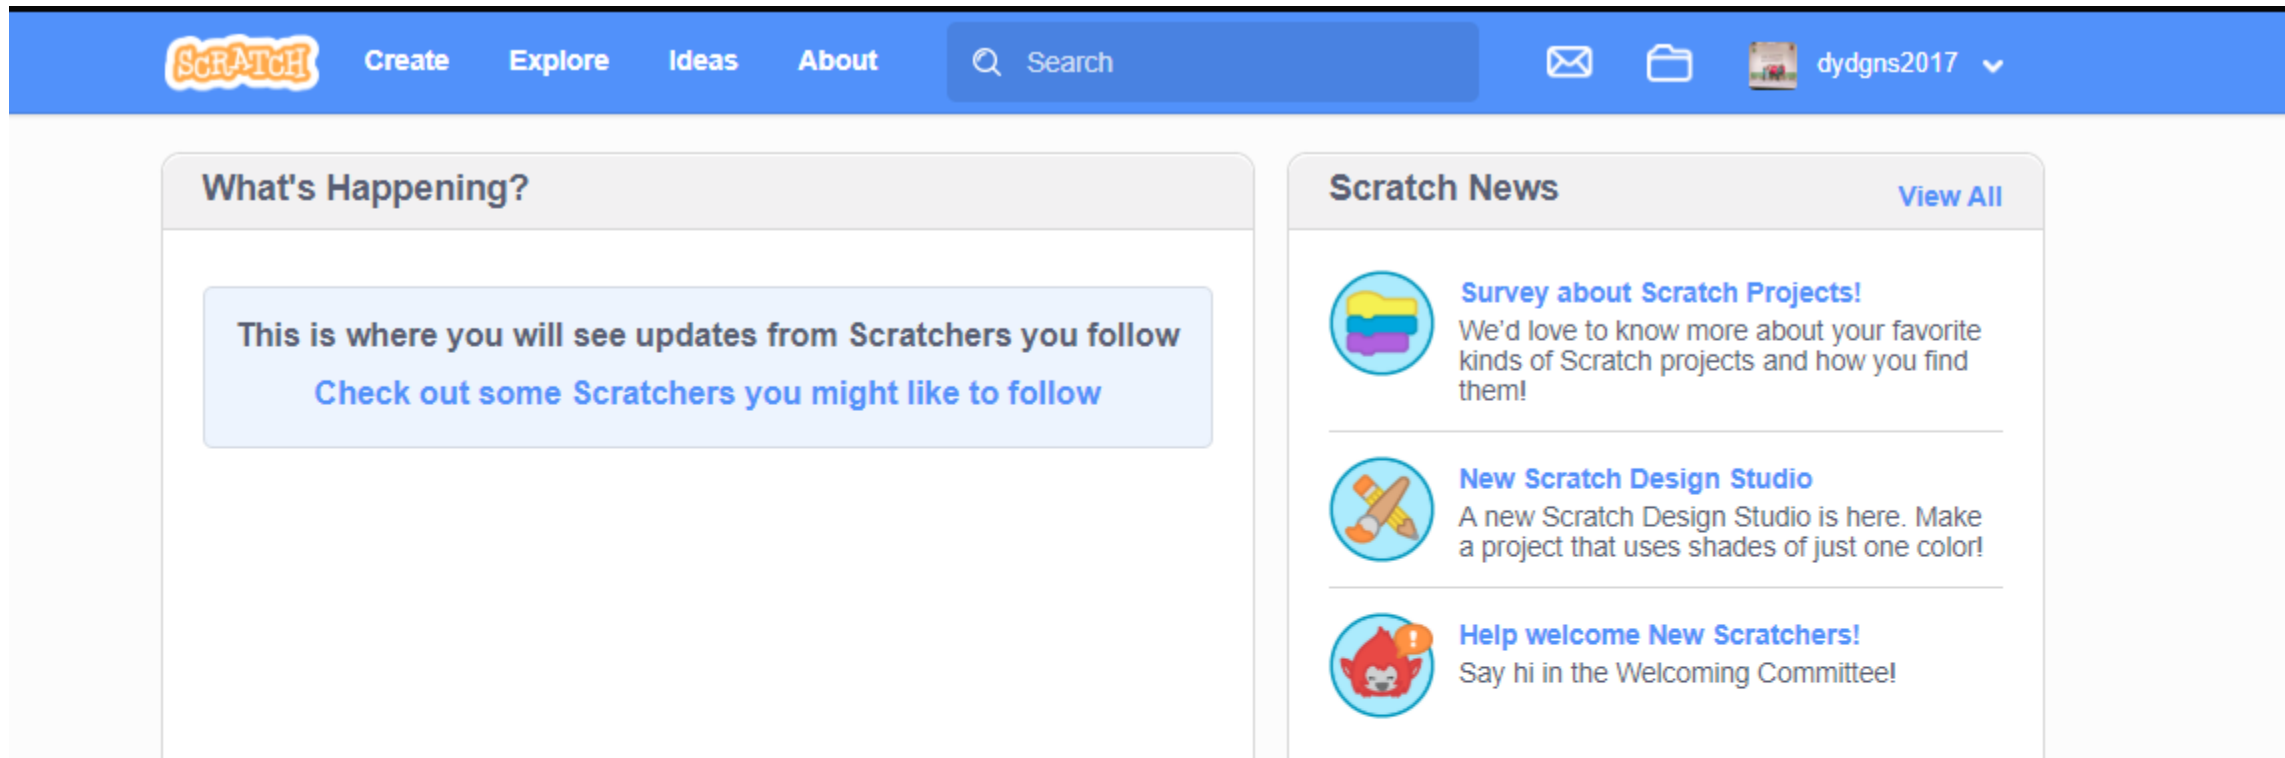 SCRATCH Create Explore Ideas About Search dydgns2017
What's Happening?
This is where you will see updates from Scratchers you follow
Check out some Scratchers you might like to follow
Scratch News View All
Survey about Scratch Projects!
We’d love to know more about your favorite
kinds of Scratch projects and how you find
them!
New Scratch Design Studio
A new Scratch Design Studio is here. Make
a project that uses shades of just one color!
Help welcome New Scratchers!
Say hi in the Welcoming Committee!